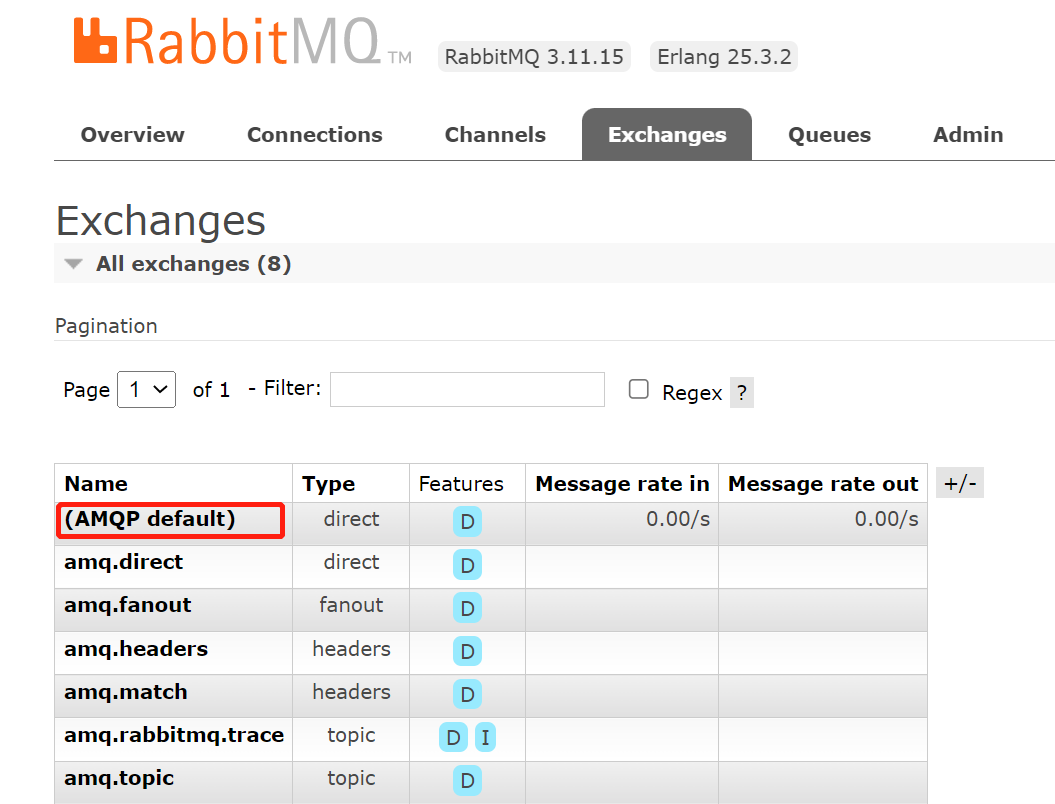 RabbitMQ TM RabbitMQ 3.11.15 Erlang 25.3.2
Overview Connections Channels Exchanges Queues Admin
Exchanges
All exchanges (8)
Pagination
Page 1 of 1 - Filter: Regex ?
Name Type Features Message rate in Message rate out +/-
(AMQP default) direct D 0.00/s 0.00/s
amq.direct direct D
amq.fanout fanout D
amq.headers headers D
amq.match headers D
amq.rabbitmq.trace topic D I
amq.topic topic D